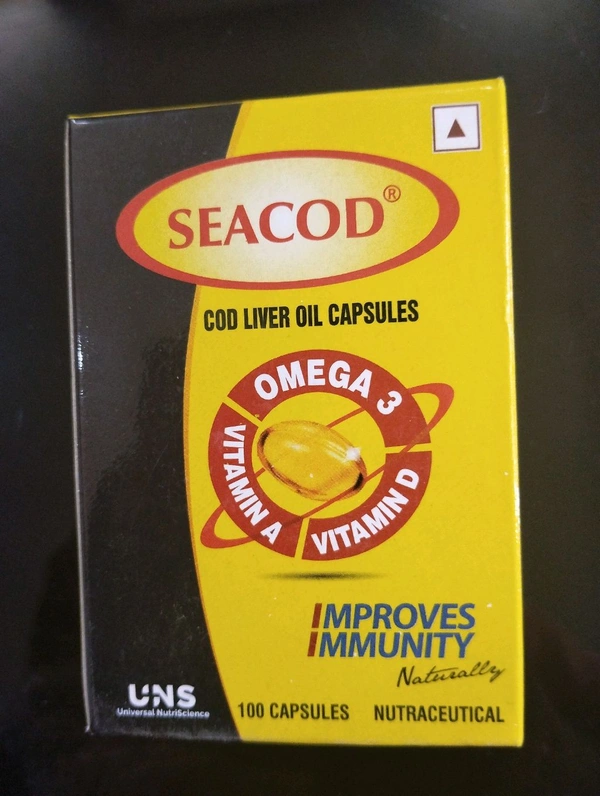 SEACOD®
COD LIVER OIL CAPSULES
OMEGA 3
VITAMIN A
VITAMIN D
IMPROVES
IMMUNITY
Naturally
UNS
Universal NutriScience
100 CAPSULES NUTRACEUTICAL